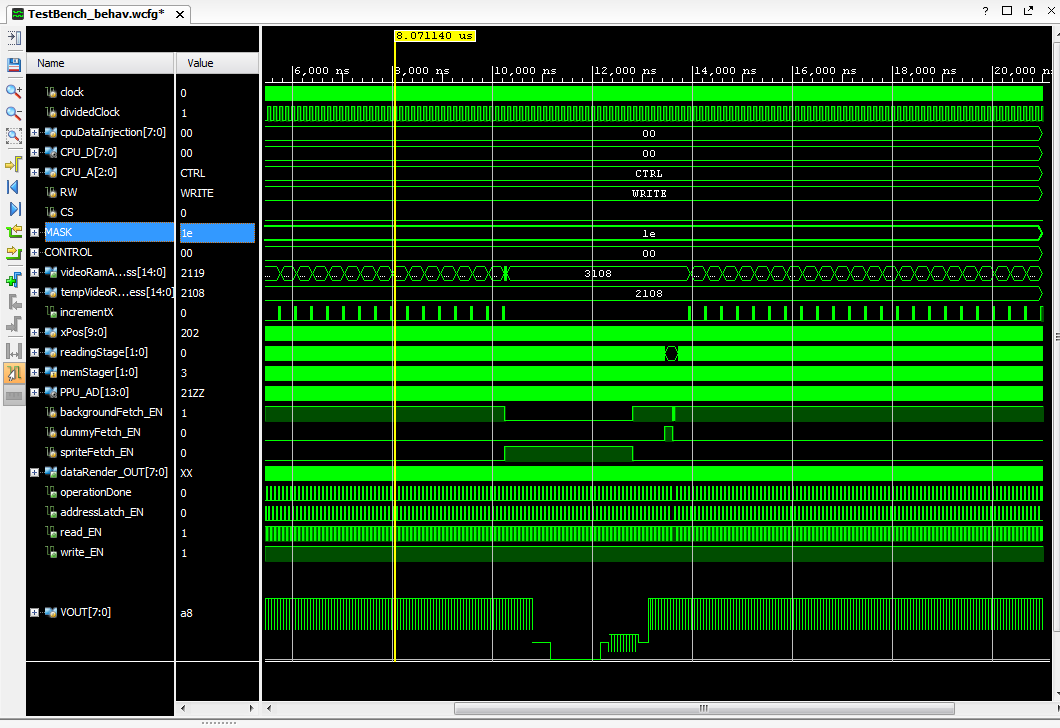 TestBench_behav.wcfg*
8.071140 us
Name Value
6,000 ns 8,000 ns 10,000 ns 12,000 ns 14,000 ns 16,000 ns 18,000 ns 20,000 ns
clock 0
dividedClock 1
cpuDataInjection[7:0] 00 00
CPU_D[7:0] 00 00
CPU_A[2:0] CTRL CTRL
RW WRITE WRITE
CS 0
MASK 1e 1e
CONTROL 00 00
videoRamA...ss[14:0] 2119 3108
tempVideoR...ess[14:0] 2108 2108
incrementX 0
xPos[9:0] 202
readingStage[1:0] 0
memStager[1:0] 3
PPU_AD[13:0] 21ZZ
backgroundFetch_EN 1
dummyFetch_EN 0
spriteFetch_EN 0
dataRender_OUT[7:0] XX
operationDone 0
addressLatch_EN 0
read_EN 1
write_EN 1
VOUT[7:0] a8